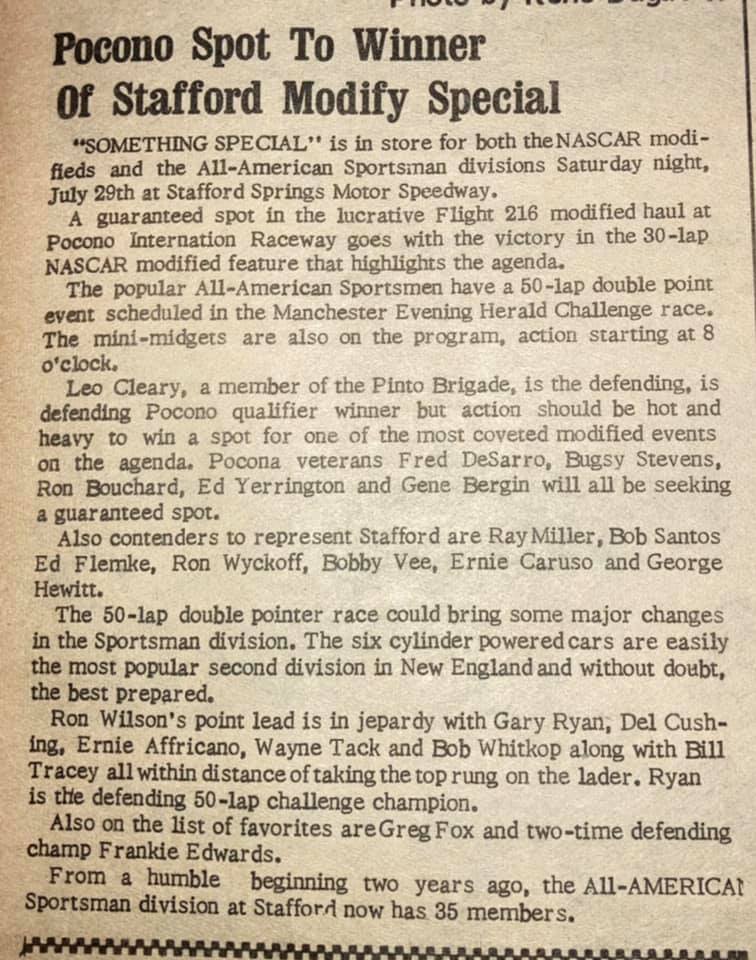 Pocono Spot To Winner
Of Stafford Modify Special
"SOMETHING SPECIAL" is in store for both the NASCAR modi-
fieds and the All-American Sportsman divisions Saturday night,
July 29th at Stafford Springs Motor Speedway.
A guaranteed spot in the lucrative Flight 216 modified haul at
Pocono Internation Raceway goes with the victory in the 30-lap
NASCAR modified feature that highlights the agenda.
The popular All-American Sportsmen have a 50-lap double point
event scheduled in the Manchester Evening Herald Challenge race.
The mini-midgets are also on the program, action starting at 8
o'clock.
Leo Cleary, a member of the Pinto Brigade, is the defending, is
defending Pocono qualifier winner but action should be hot and
heavy to win a spot for one of the most coveted modified events
on the agenda. Pocona veterans Fred DeSarro, Bugsy Stevens,
Ron Bouchard, Ed Yerrington and Gene Bergin will all be seeking
a guaranteed spot.
Also contenders to represent Stafford are Ray Miller, Bob Santos
Ed Flemke, Ron Wyckoff, Bobby Vee, Ernie Caruso and George
Hewitt.
The 50-lap double pointer race could bring some major changes
in the Sportsman division. The six cylinder powered cars are easily
the most popular second division in New England and without doubt,
the best prepared.
Ron Wilson's point lead is in jepardy with Gary Ryan, Del Cush-
ing, Ernie Affricano, Wayne Tack and Bob Whitkop along with Bill
Tracey all within distance of taking the top rung on the lader. Ryan
is the defending 50-lap challenge champion.
Also on the list of favorites are Greg Fox and two-time defending
champ Frankie Edwards.
From a humble beginning two years ago, the All-AMERICAN
Sportsman division at Stafford now has 35 members.